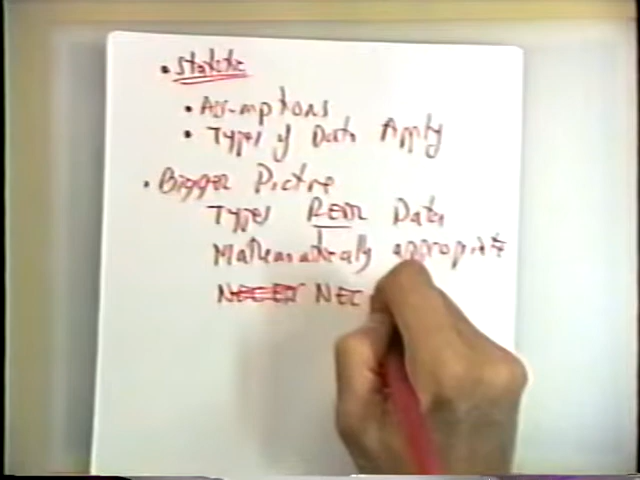 • Statistic
• Assumptions
• Types of Data Apply
• Bigger Picture
Types REAL Data
Mathematically appropriate
NEC